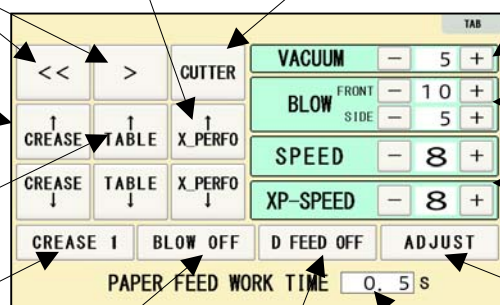 TAB
<< > CUTTER VACUUM - 5 +
BLOW FRONT - 10 +
SIDE - 5 +
↑ CREASE ↑ TABLE ↑ X_PERFO
SPEED - 8 +
CREASE ↓ TABLE ↓ X_PERFO ↓
XP-SPEED - 8 +
CREASE 1 BLOW OFF D FEED OFF ADJUST
PAPER FEED WORK TIME 0. 5 S